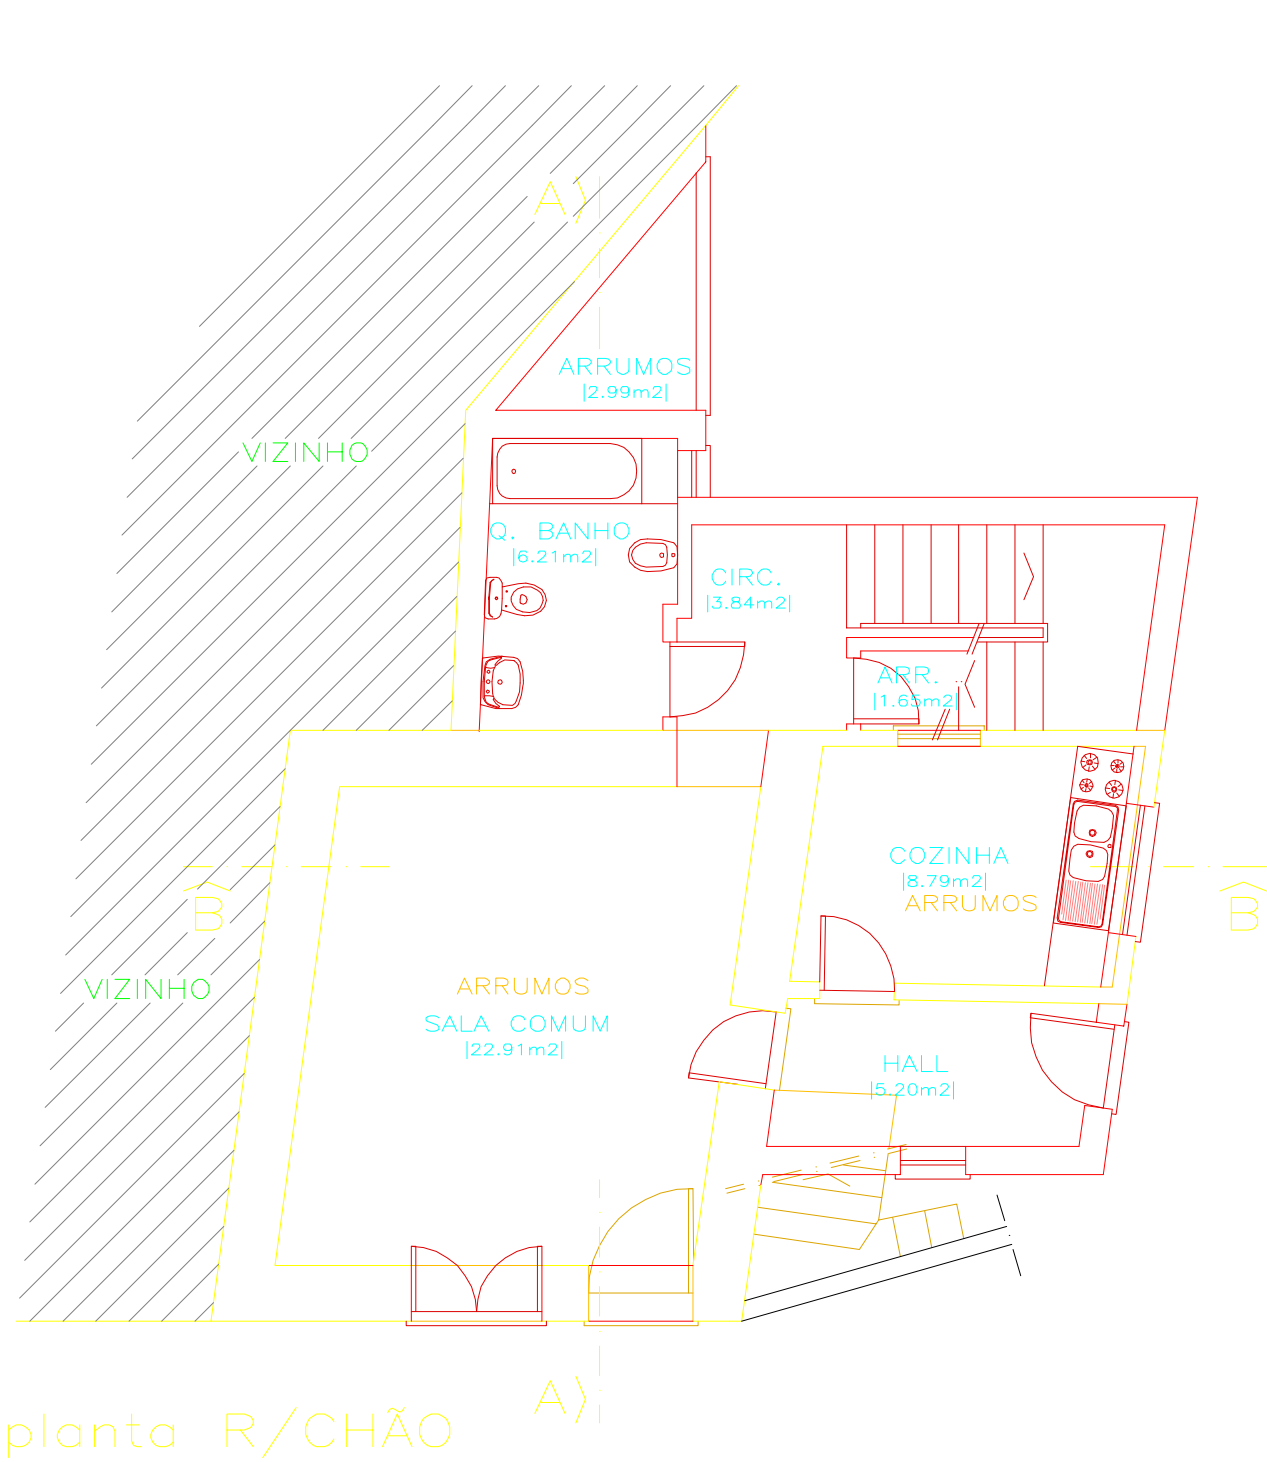 A)
ARRUMOS
|2.99m2|
VIZINHO
Q. BANHO
|6.21m2|
CIRC.
|3.84m2|
ARR.
|1.65m2|
COZINHA
|8.79m2|
ARRUMOS
B
B
VIZINHO
ARRUMOS
SALA COMUM
|22.91m2|
HALL
|5.20m2|
A)
planta R/CHÃO